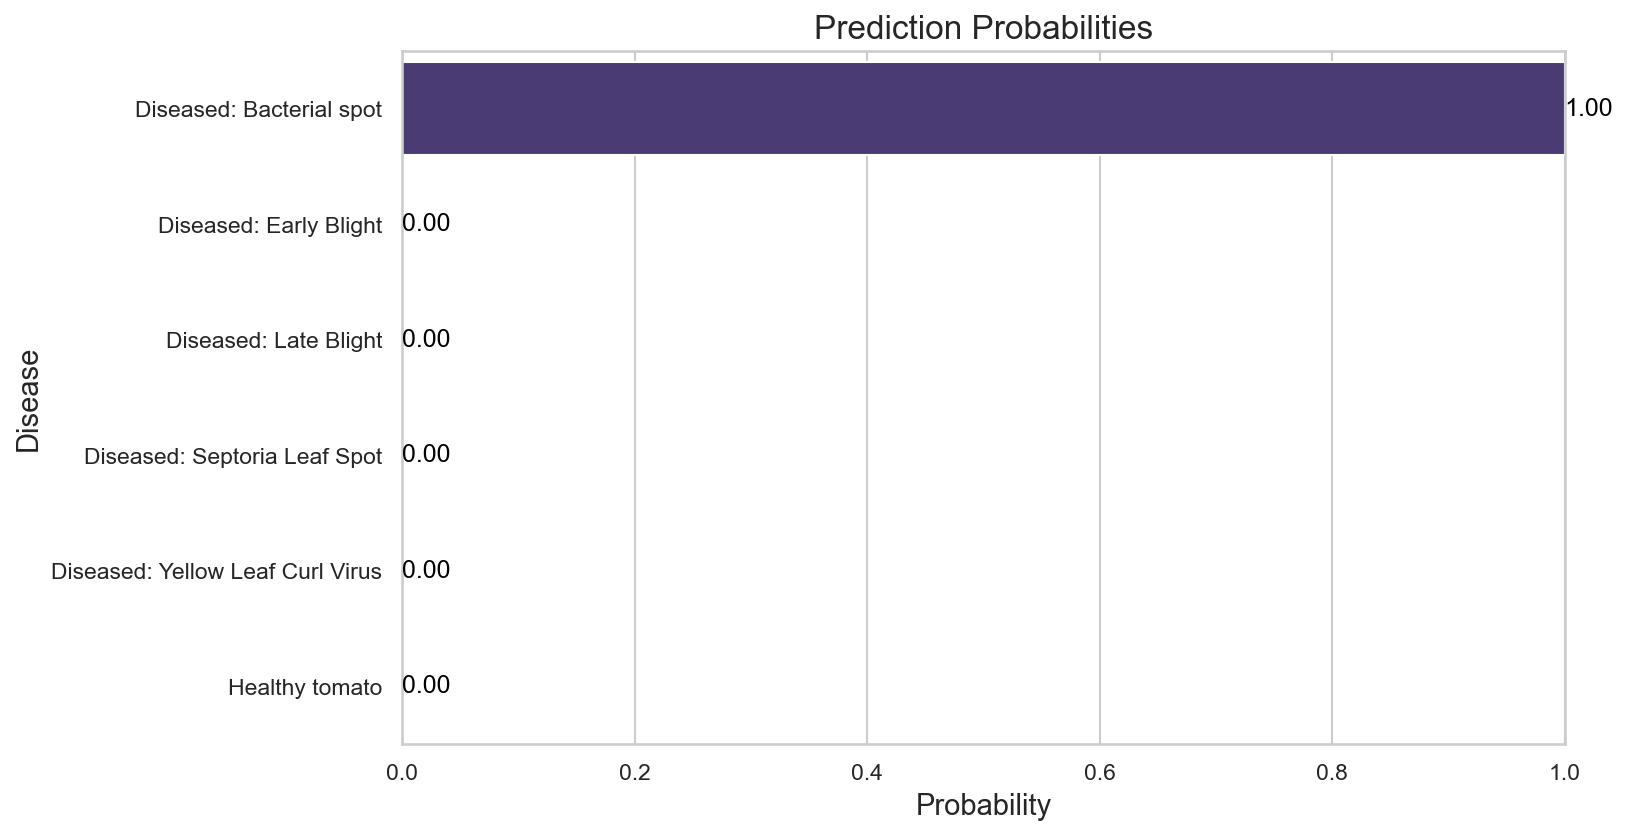 Prediction Probabilities
Diseased: Bacterial spot
1.00
Diseased: Early Blight
0.00
Diseased: Late Blight
0.00
Diseased: Septoria Leaf Spot
0.00
Diseased: Yellow Leaf Curl Virus
0.00
Healthy tomato
0.00
Disease
0.0 0.2 0.4 0.6 0.8 1.0
Probability